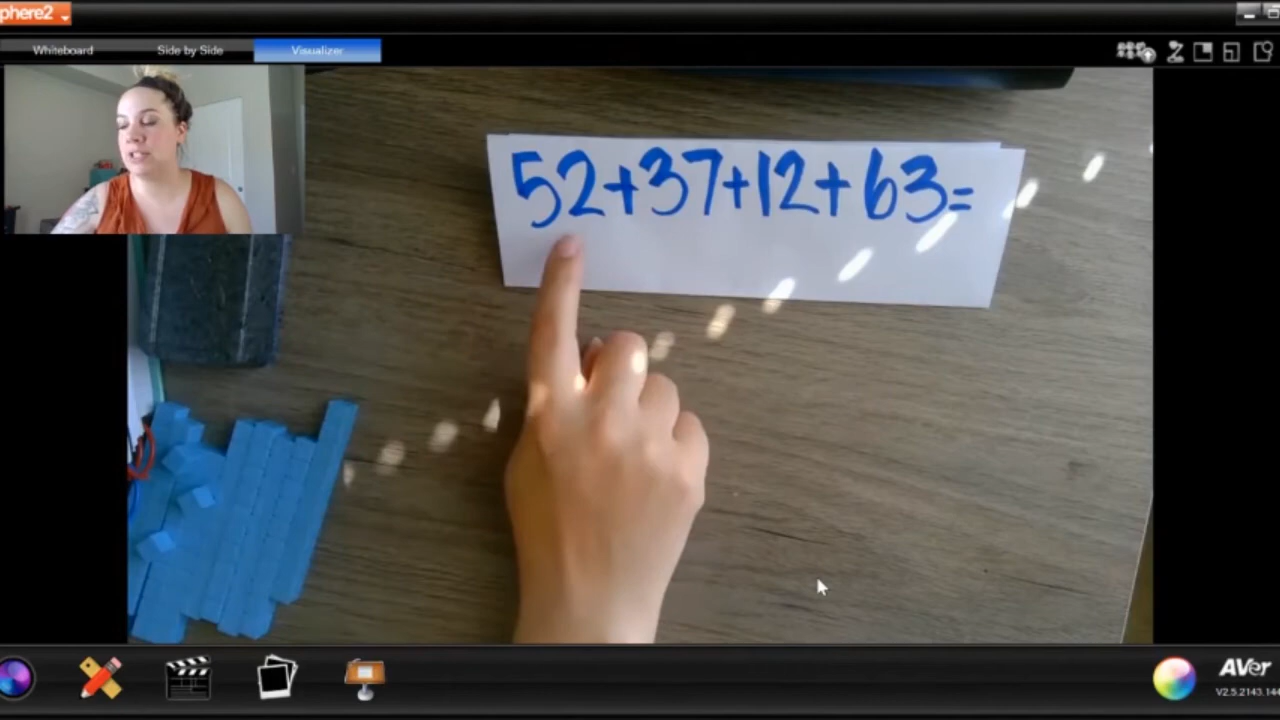 phere2
Whiteboard Side by Side Visualizer
52+37+12+63=
AVer
V2.5.2143.144